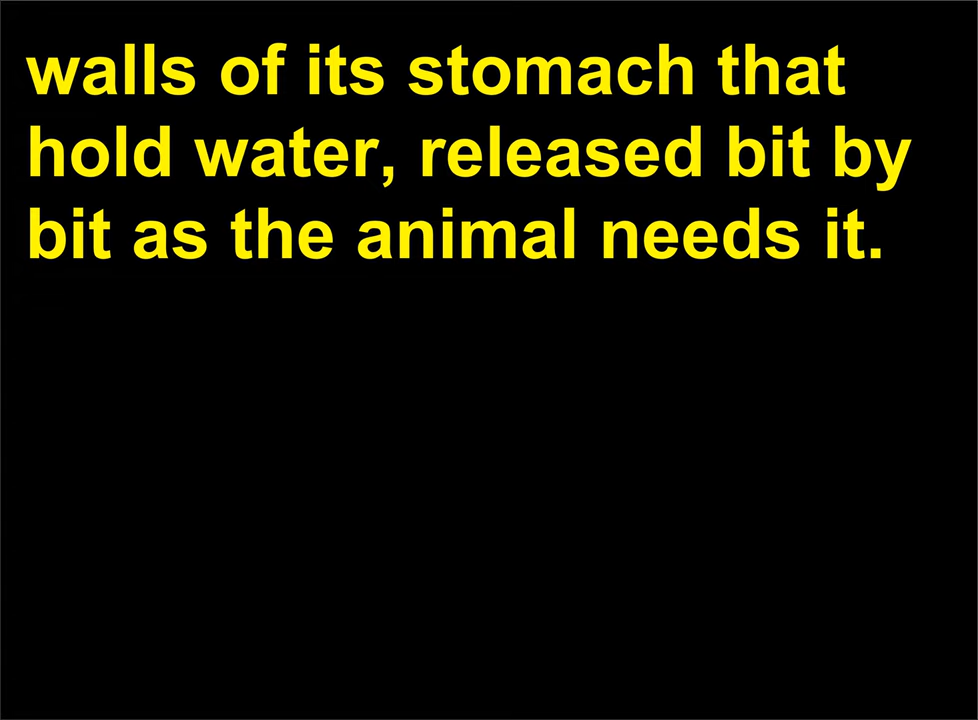 walls of its stomach that
hold water, released bit by
bit as the animal needs it.